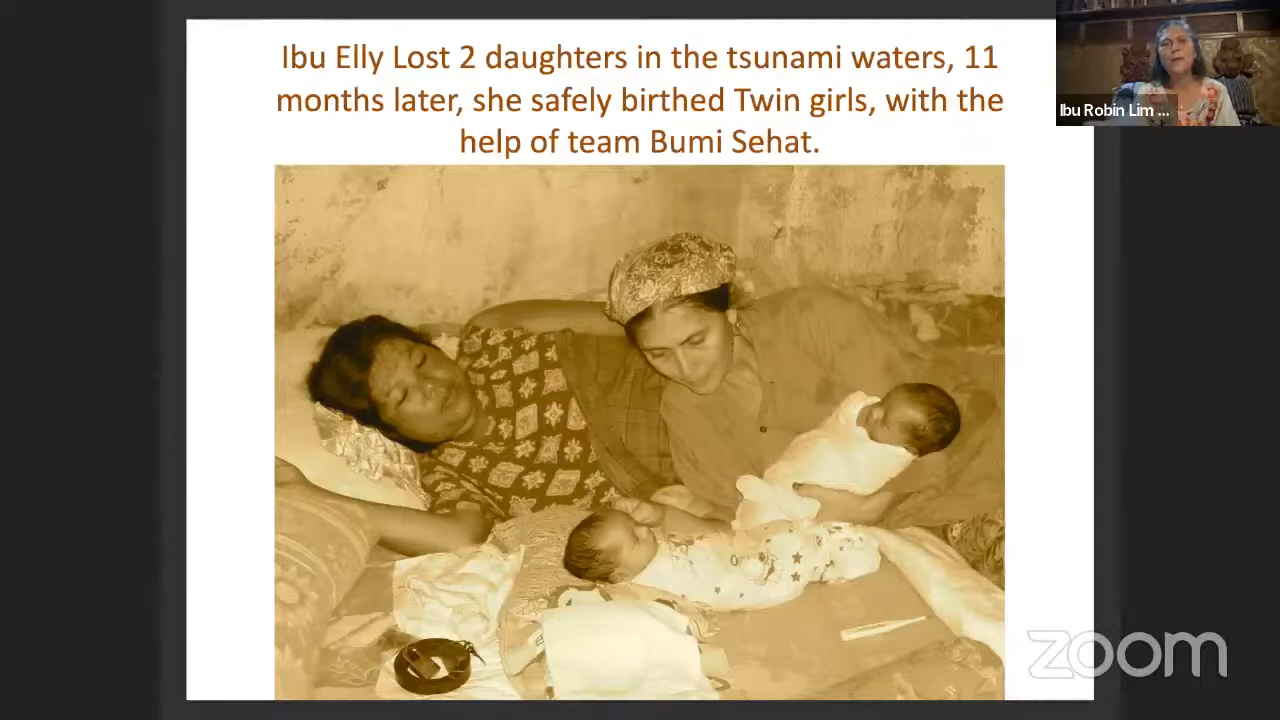 Ibu Elly Lost 2 daughters in the tsunami waters, 11
months later, she safely birthed Twin girls, with the
help of team Bumi Sehat.
Ibu Robin Lim ...
zoom